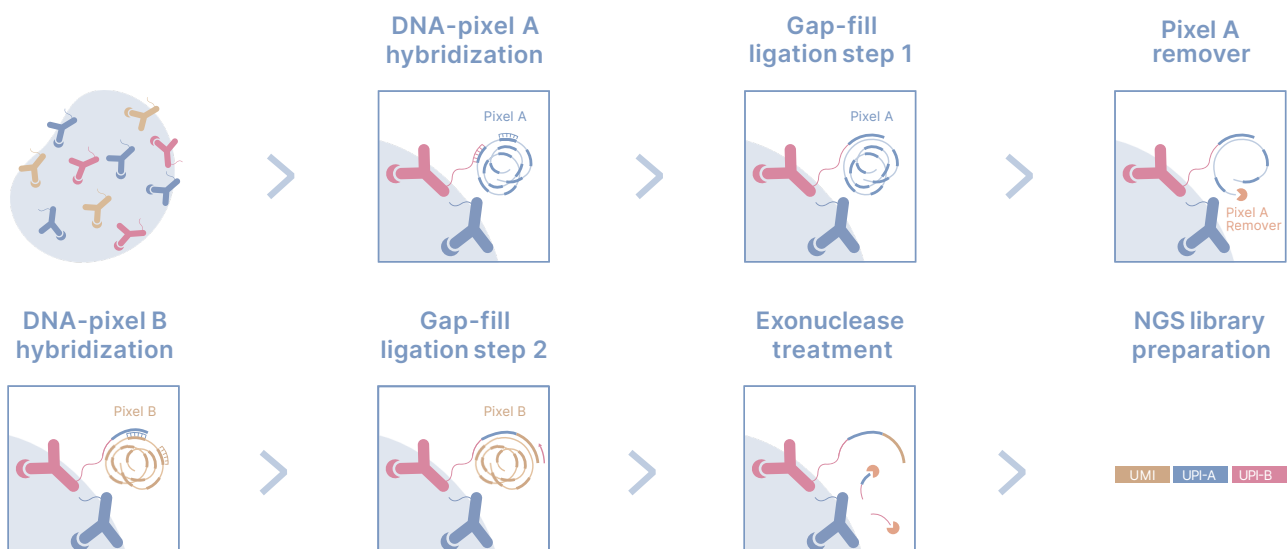 DNA-pixel A
hybridization
Gap-fill
ligation step 1
Pixel A
remover
Pixel A
Pixel A
Pixel A
Remover
DNA-pixel B
hybridization
Gap-fill
ligation step 2
Exonuclease
treatment
NGS library
preparation
Pixel B
Pixel B
UMI
UPI-A
UPI-B